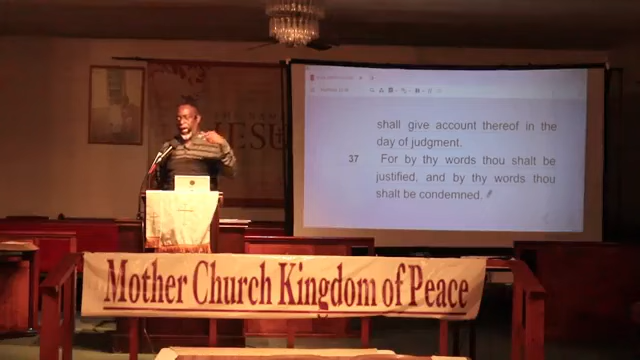 JESUS
shall give account thereof in the
day of judgment.
37 For by thy words thou shalt be
justified, and by thy words thou
shalt be condemned.
Mother Church Kingdom of Peace